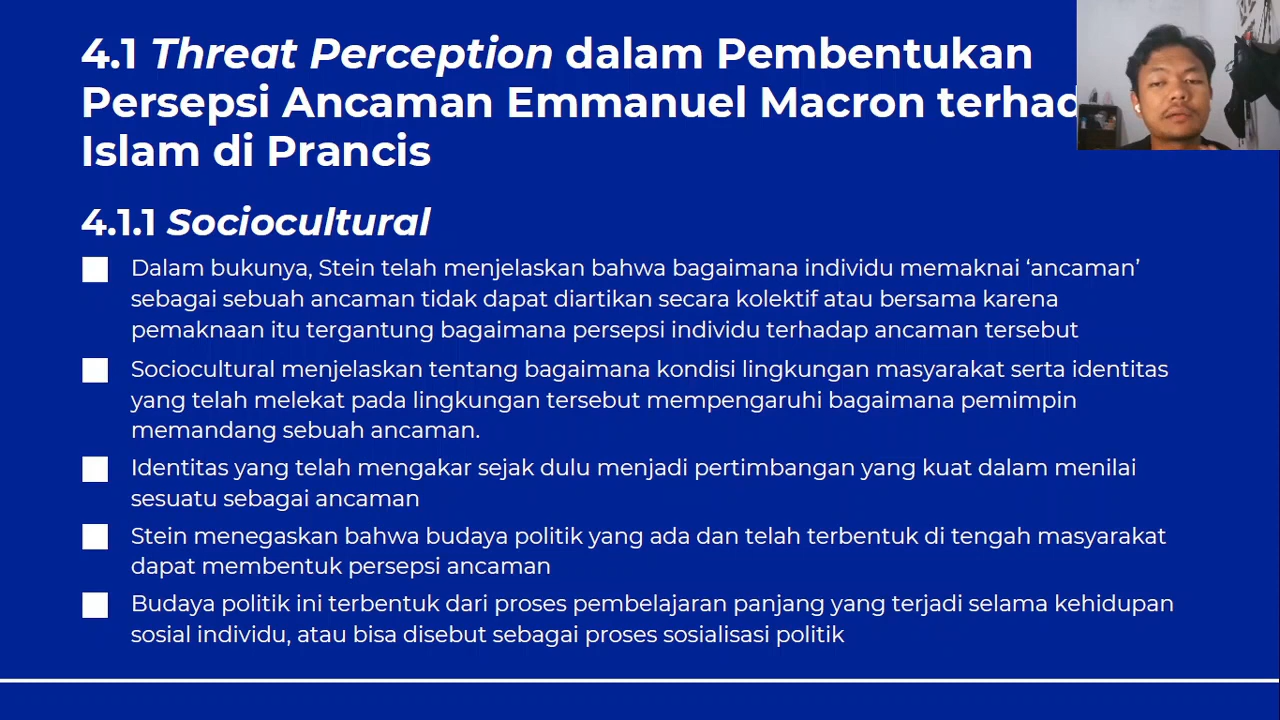 4.1 Threat Perception dalam Pembentukan
Persepsi Ancaman Emmanuel Macron
Islam di Prancis
4.1.1 Sociocultural
Dalam bukunya, Stein telah menjelaskan bahwa bagaimana individu memaknai ‘ancaman’
sebagai sebuah ancaman tidak dapat diartikan secara kolektif atau bersama karena
pemaknaan itu tergantung bagaimana persepsi individu terhadap ancaman tersebut
Sociocultural menjelaskan tentang bagaimana kondisi lingkungan masyarakat serta identitas
yang telah melekat pada lingkungan tersebut mempengaruhi bagaimana pemimpin
memandang sebuah ancaman.
Identitas yang telah mengakar sejak dulu menjadi pertimbangan yang kuat dalam menilai
sesuatu sebagai ancaman
Stein menegaskan bahwa budaya politik yang ada dan telah terbentuk di tengah masyarakat
dapat membentuk persepsi ancaman
Budaya politik ini terbentuk dari proses pembelajaran panjang yang terjadi selama kehidupan
sosial individu, atau bisa disebut sebagai proses sosialisasi politik